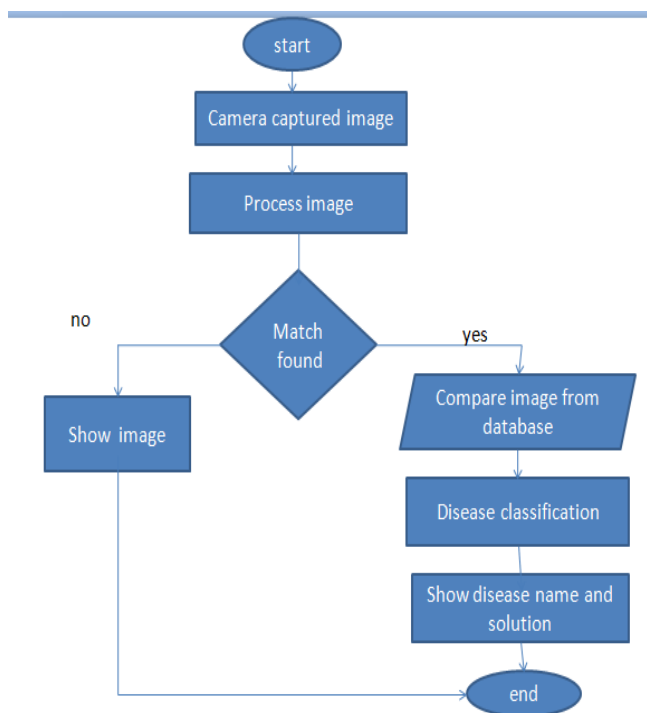 start
Camera captured image
Process image
Match
found
no
yes
Show image
Compare image from
database
Disease classification
Show disease name and
solution
end